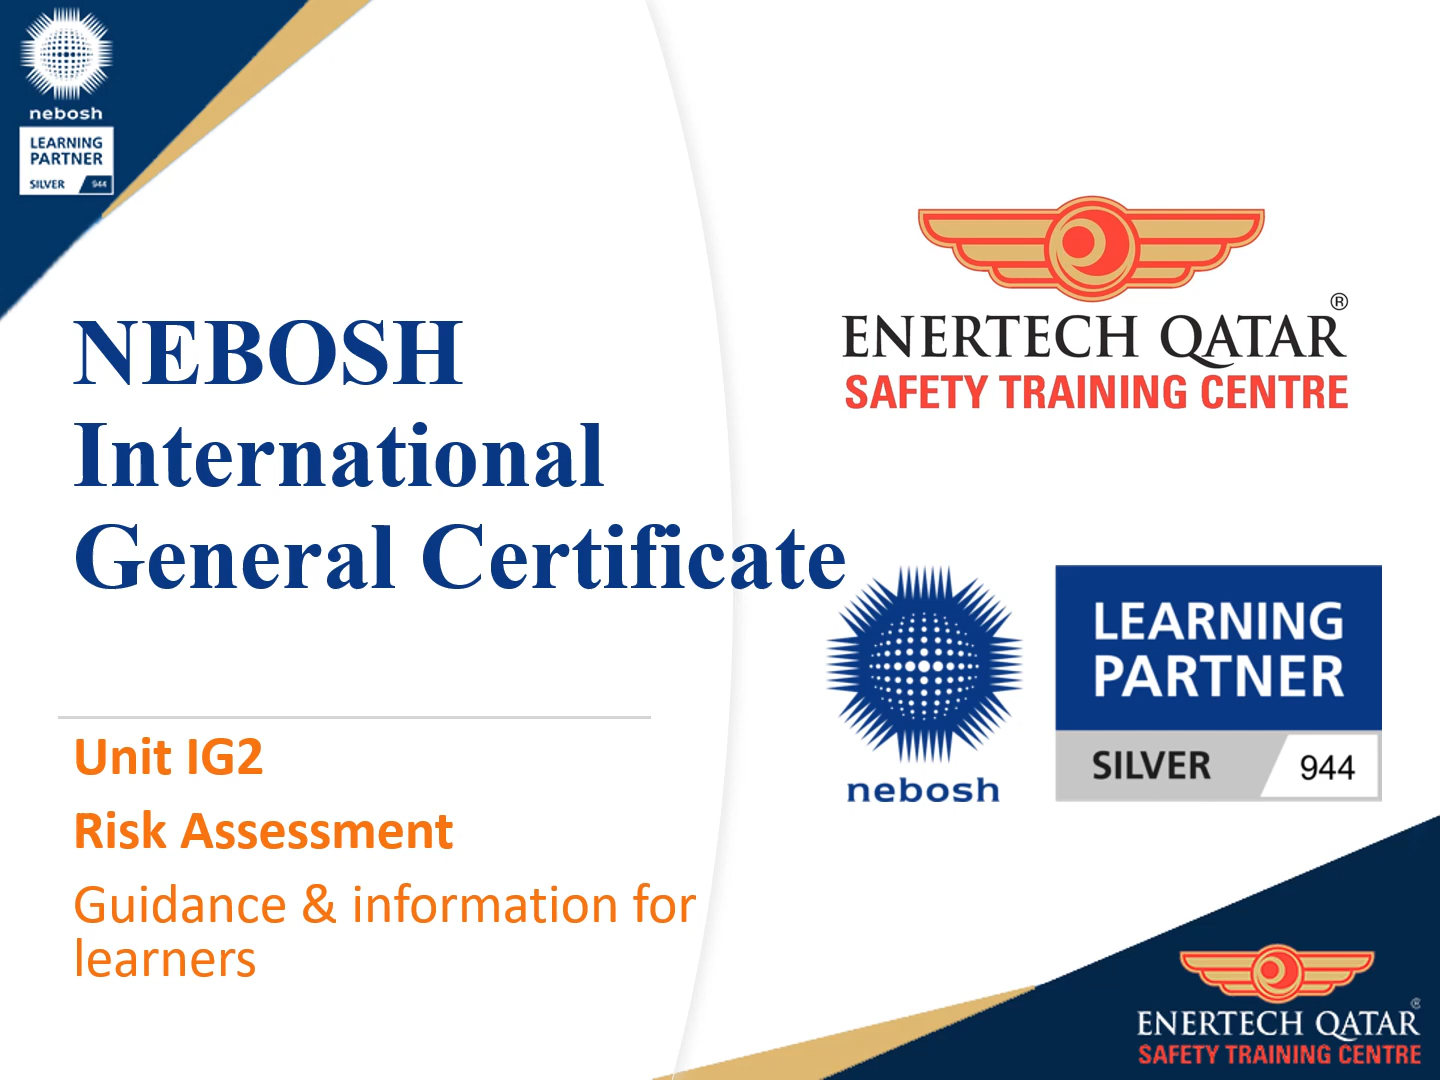 nebosh
LEARNING
PARTNER
SILVER 944
ENERTECH QATAR®
SAFETY TRAINING CENTRE
NEBOSH
International
General Certificate
nebosh
LEARNING
PARTNER
SILVER 944
Unit IG2
Risk Assessment
Guidance & information for
learners
ENERTECH QATAR®
SAFETY TRAINING CENTRE